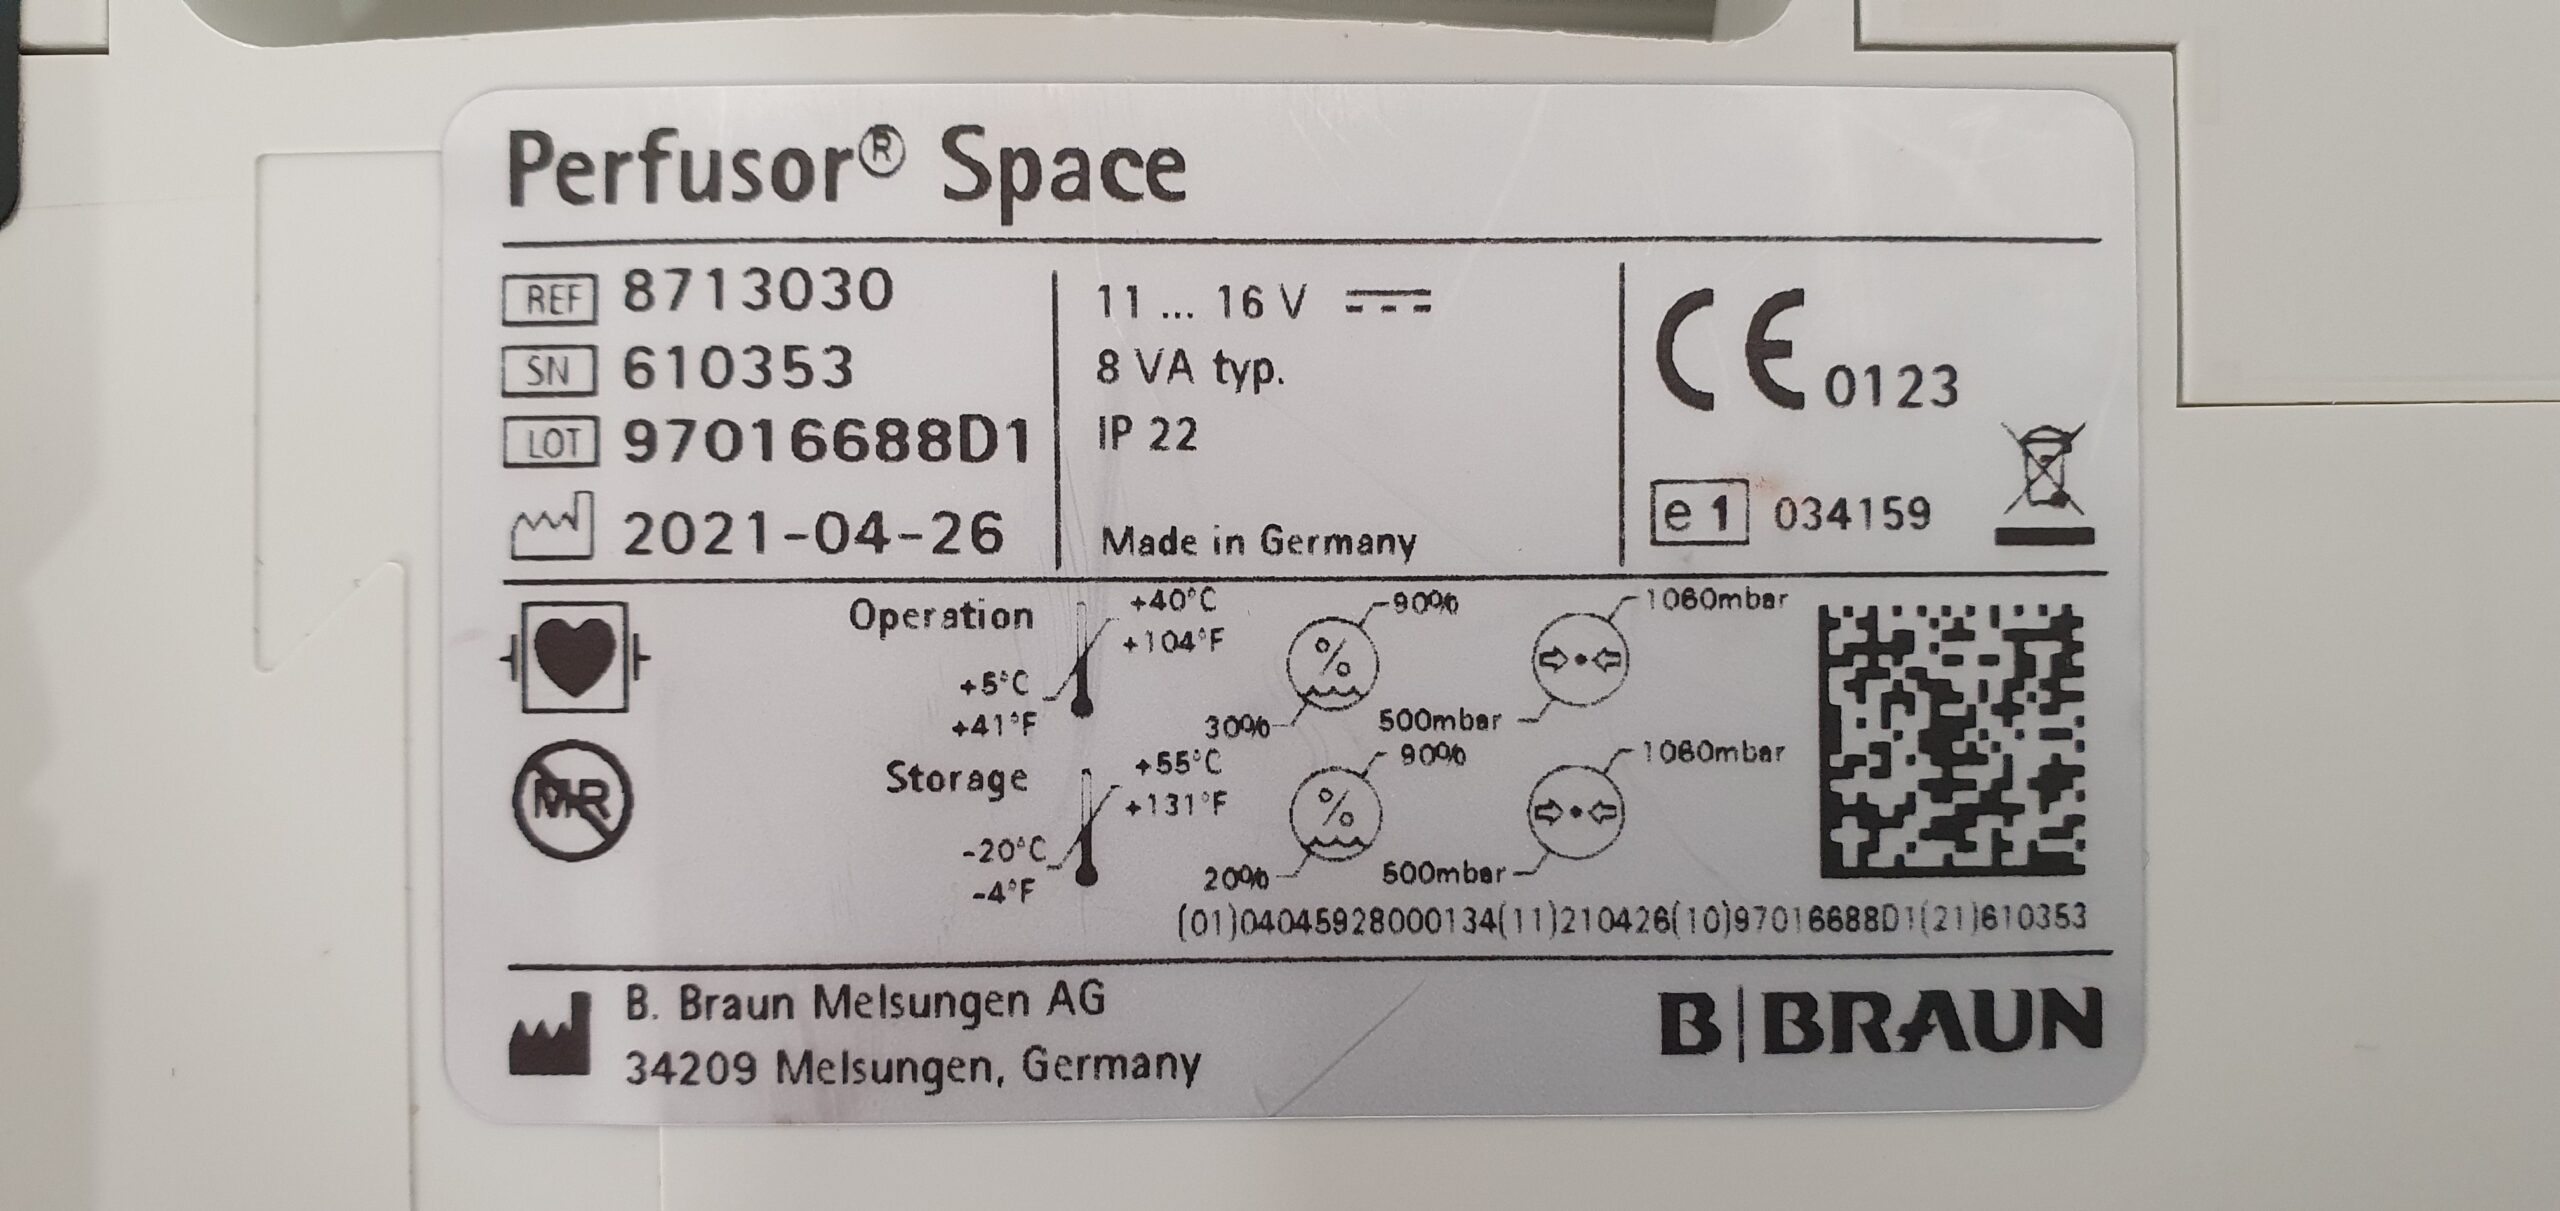 Perfusor® Space
REF 8713030
SN 610353
LOT 97016688D1
2021-04-26
11 ... 16 V
8 VA typ.
IP 22
Made in Germany
CE 0123
e 1 034159
Operation
+40°C
+104°F
+5°C
+41°F
%
90%
30%
1060mbar
500mbar
MR
Storage
+55°C
+131°F
-20°C
-4°F
%
90%
20%
1060mbar
500mbar
(01)04045928000134(11)210426(10)97016688D1(21)610353
B. Braun Melsungen AG
34209 Melsungen, Germany
B|BRAUN